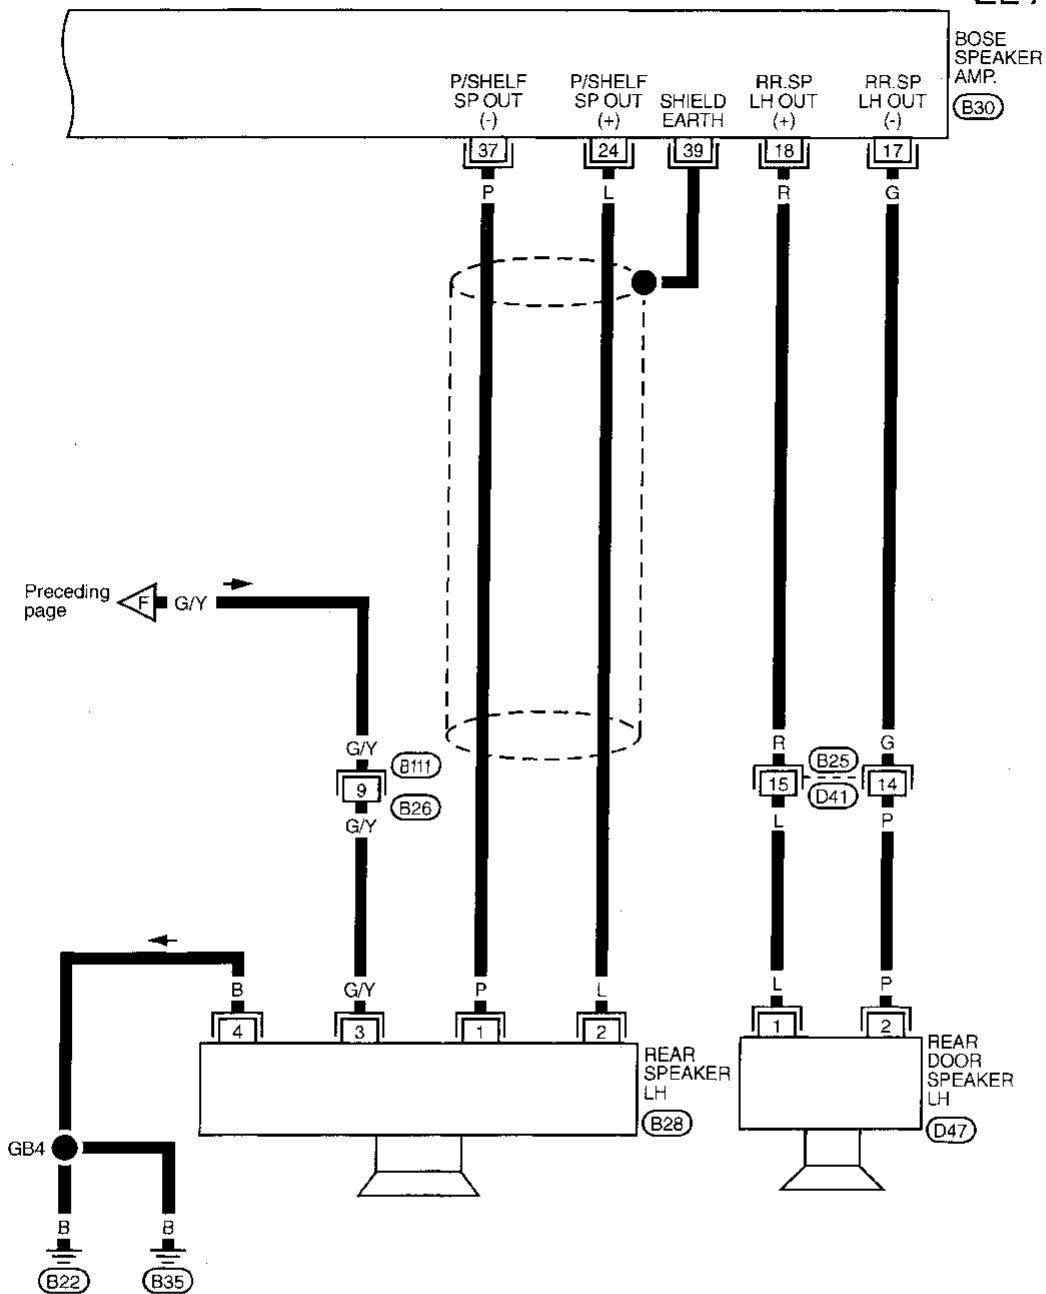 BOSE
SPEAKER
AMP.
B30
P/SHELF
SP OUT
(-)
P/SHELF
SP OUT
(+)
SHIELD
EARTH
RR.SP
LH OUT
(+)
RR.SP
LH OUT
(-)
37 24 39 18 17
P L R G
Preceding
page
F G/Y
G/Y B111
9
B26
G/Y
R B25 G
15 14
D41
L P
B G/Y P L L P
4 3 1 2 1 2
REAR
SPEAKER
LH
B28
REAR
DOOR
SPEAKER
LH
D47
GB4
B B
B22 B35